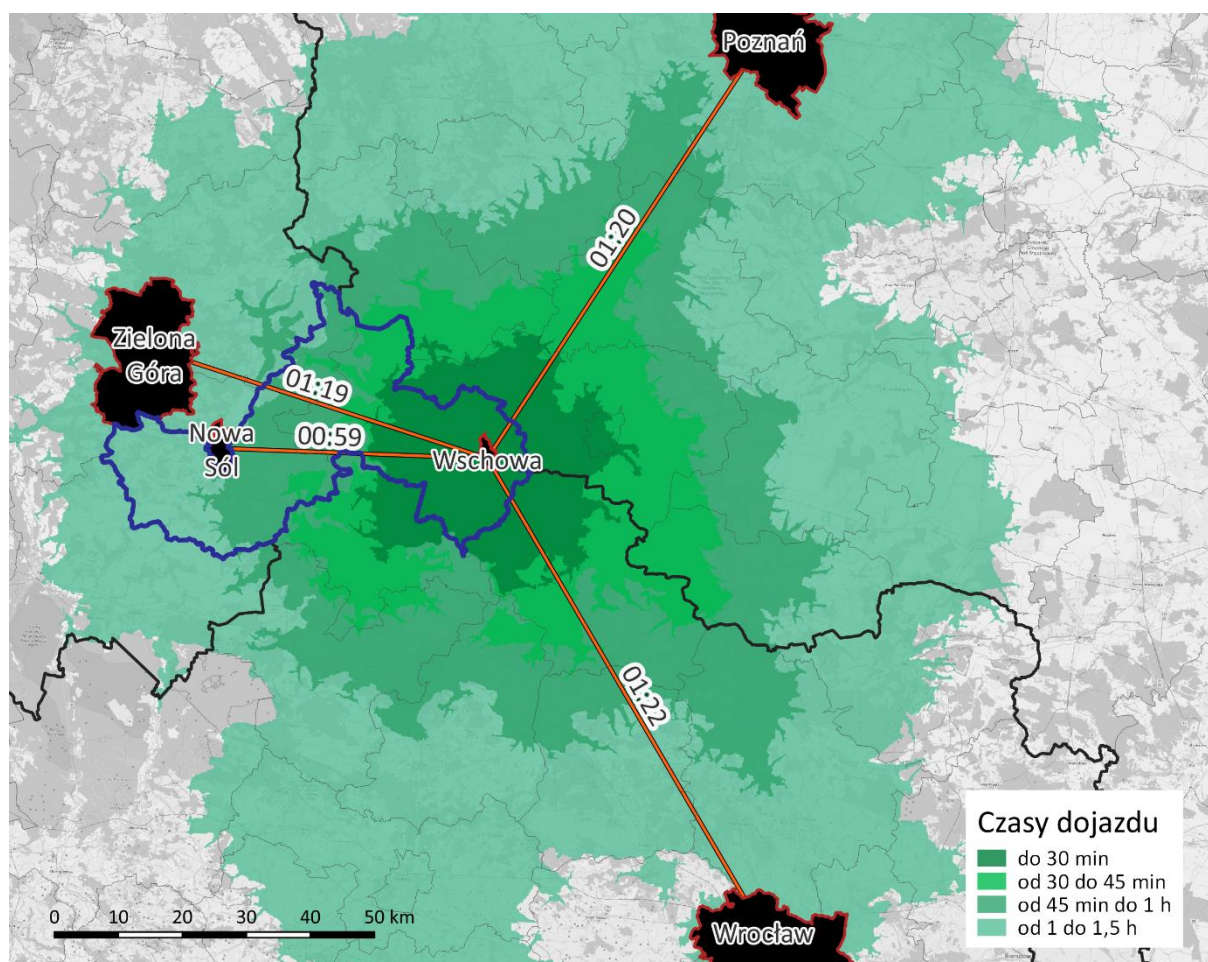 Poznań
01:20
Zielona
Góra
01:19
Nowa
Sól
00:59
Wschowa
01:22
Wrocław
Czasy dojazdu
do 30 min
od 30 do 45 min
od 45 min do 1 h
od 1 do 1,5 h
0 10 20 30 40 50 km